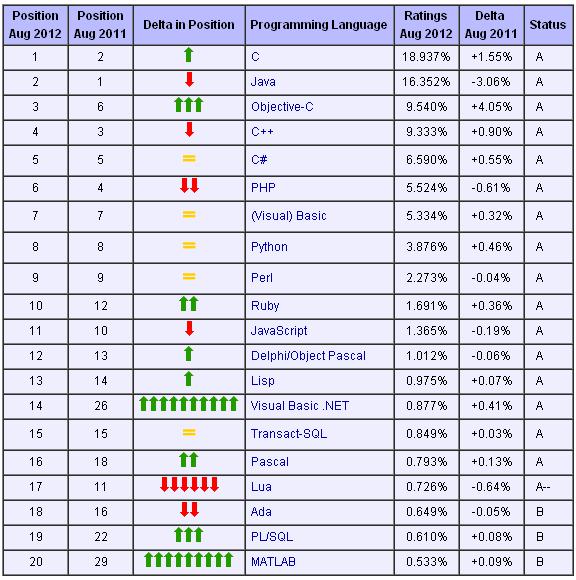 Position Aug 2012 Position Aug 2011 Delta in Position Programming Language Ratings Aug 2012 Delta Aug 2011 Status
1 2 C 18.937% +1.55% A
2 1 Java 16.352% -3.06% A
3 6 Objective-C 9.540% +4.05% A
4 3 C++ 9.333% +0.90% A
5 5 = C# 6.590% +0.55% A
6 4 PHP 5.524% -0.61% A
7 7 = (Visual) Basic 5.334% +0.32% A
8 8 = Python 3.876% +0.46% A
9 9 = Perl 2.273% -0.04% A
10 12 Ruby 1.691% +0.36% A
11 10 JavaScript 1.365% -0.19% A
12 13 Delphi/Object Pascal 1.012% -0.06% A
13 14 Lisp 0.975% +0.07% A
14 26 Visual Basic .NET 0.877% +0.41% A
15 15 = Transact-SQL 0.849% +0.03% A
16 18 Pascal 0.793% +0.13% A
17 11 Lua 0.726% -0.64% A--
18 16 Ada 0.649% -0.05% B
19 22 PL/SQL 0.610% +0.08% B
20 29 MATLAB 0.533% +0.09% B